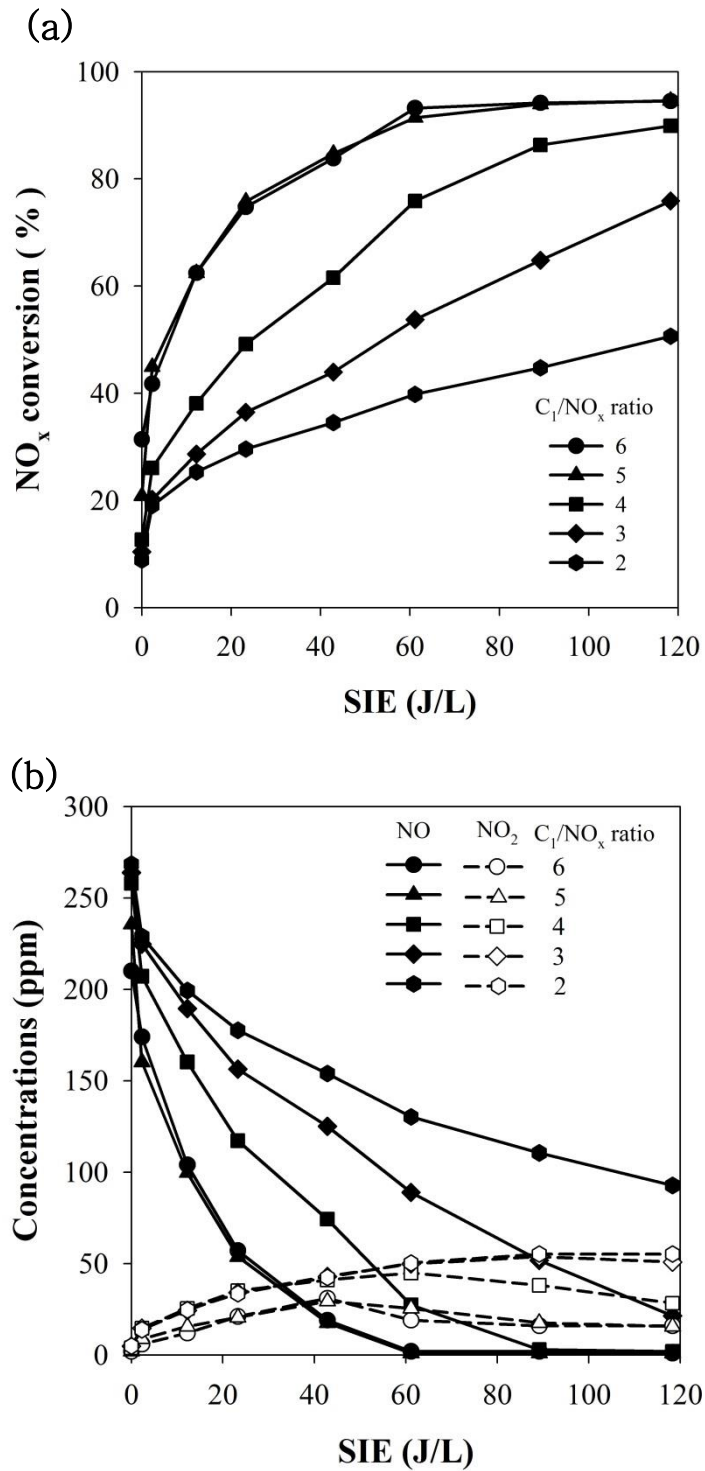 (a)
100
80
60
40
20
0
NOx conversion ( % )
C1/NOx ratio
6
5
4
3
2
0 20 40 60 80 100 120
SIE (J/L)
(b)
300
250
200
150
100
50
0
Concentrations (ppm)
NO NO2 C1/NOx ratio
6
5
4
3
2
0 20 40 60 80 100 120
SIE (J/L)